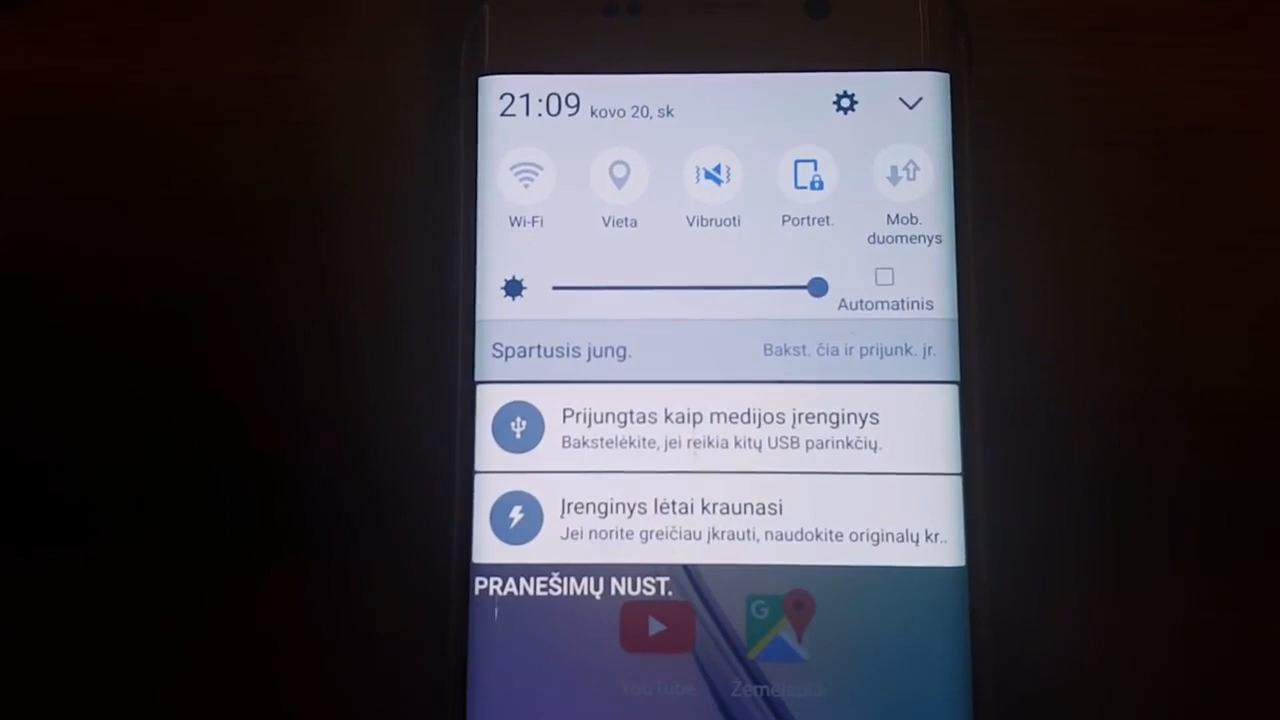 21:09 kovo 20, sk
Wi-Fi
Vieta
Vibruoti
Portret.
Mob.
duomenys
Automatinis
Spartusis jung.
Bakst. čia ir prijunk. įr.
Prijungtas kaip medijos įrenginys
Bakstelėkite, jei reikia kitų USB parinkčių.
Įrenginys lėtai kraunasi
Jei norite greičiau įkrauti, naudokite originalų kr..
PRANEŠIMŲ NUST.
G
YouTube